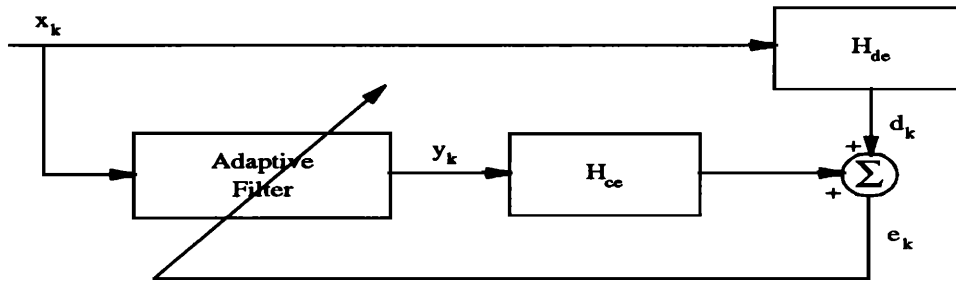 x_k
H_de
d_k
Adaptive
Filter
y_k
H_ce
+
Σ
+
e_k